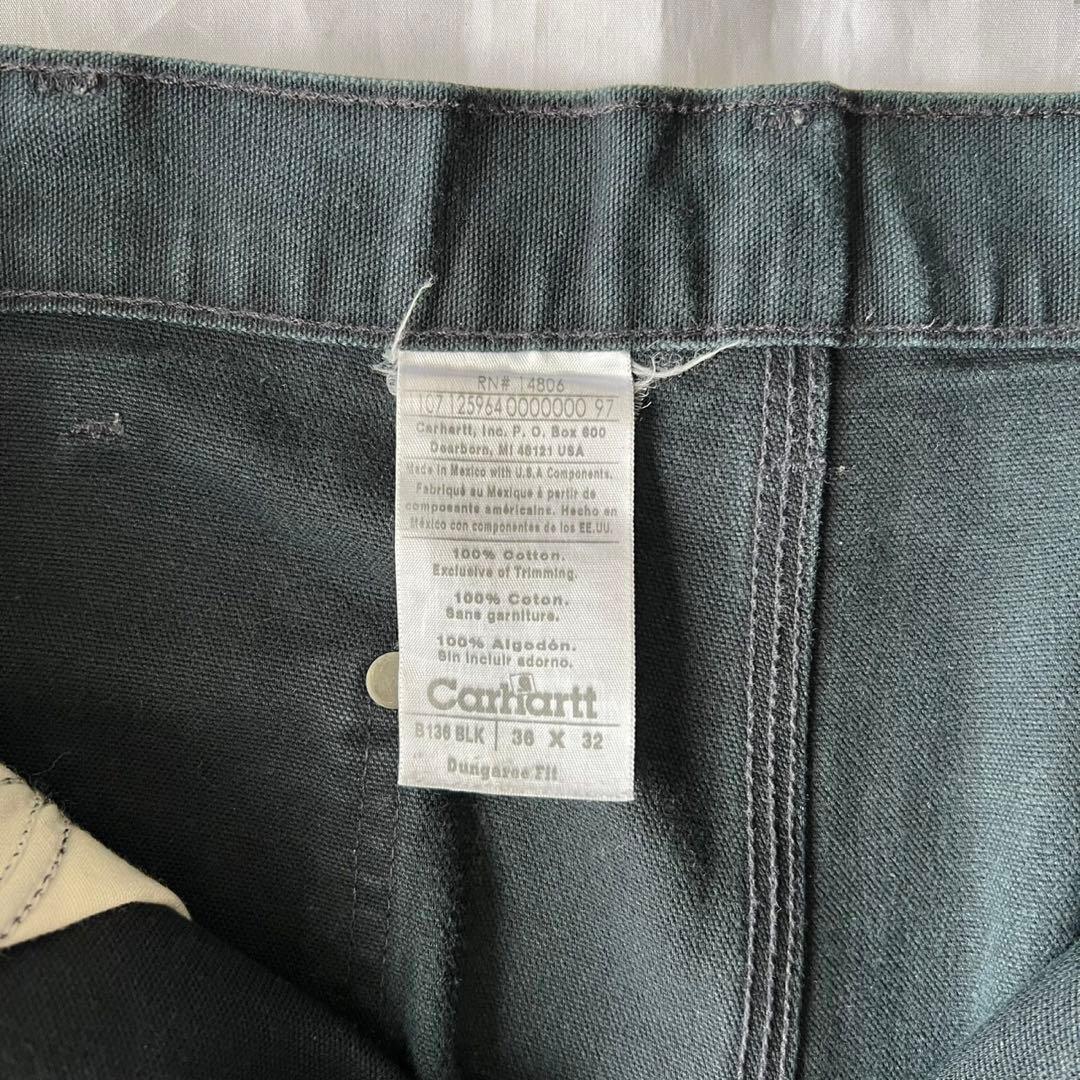 RN# 14806
107 125964 0000000 97
Carhartt, Inc. P. O. Box 600
Dearborn, MI 48121 USA
Made in Mexico with U.S.A Components.
Fabriqué au Mexique à partir de
composante américaine. Hecho en
México con componentes de los EE.UU.
100% Cotton.
Exclusive of Trimming.
100% Coton.
Sans garniture.
100% Algodón.
Sin incluir adorno.
Carhartt
B136 BLK 36 X 32
Dungaree Fit